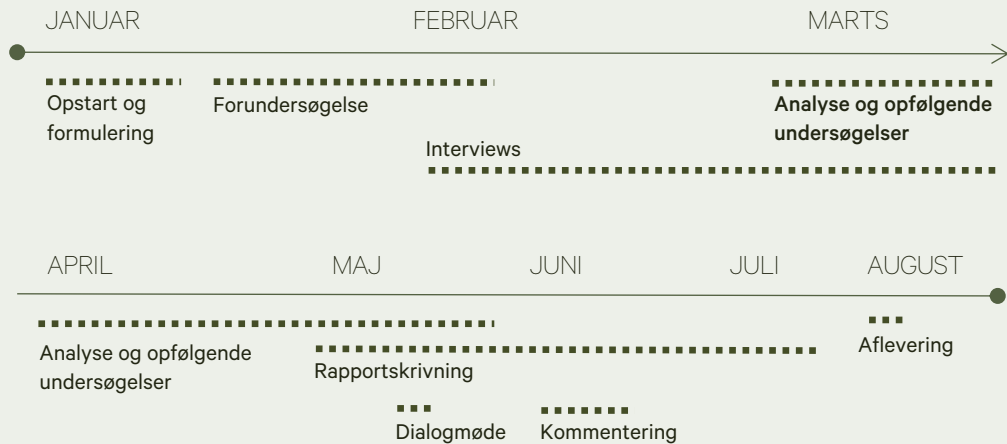 JANUAR
FEBRUAR
MARTS
Opstart og
formulering
Forundersøgelse
Analyse og opfølgende
undersøgelser
Interviews
APRIL
MAJ
JUNI
JULI
AUGUST
Analyse og opfølgende
undersøgelser
Rapportskrivning
Aflevering
Dialogmøde
Kommentering